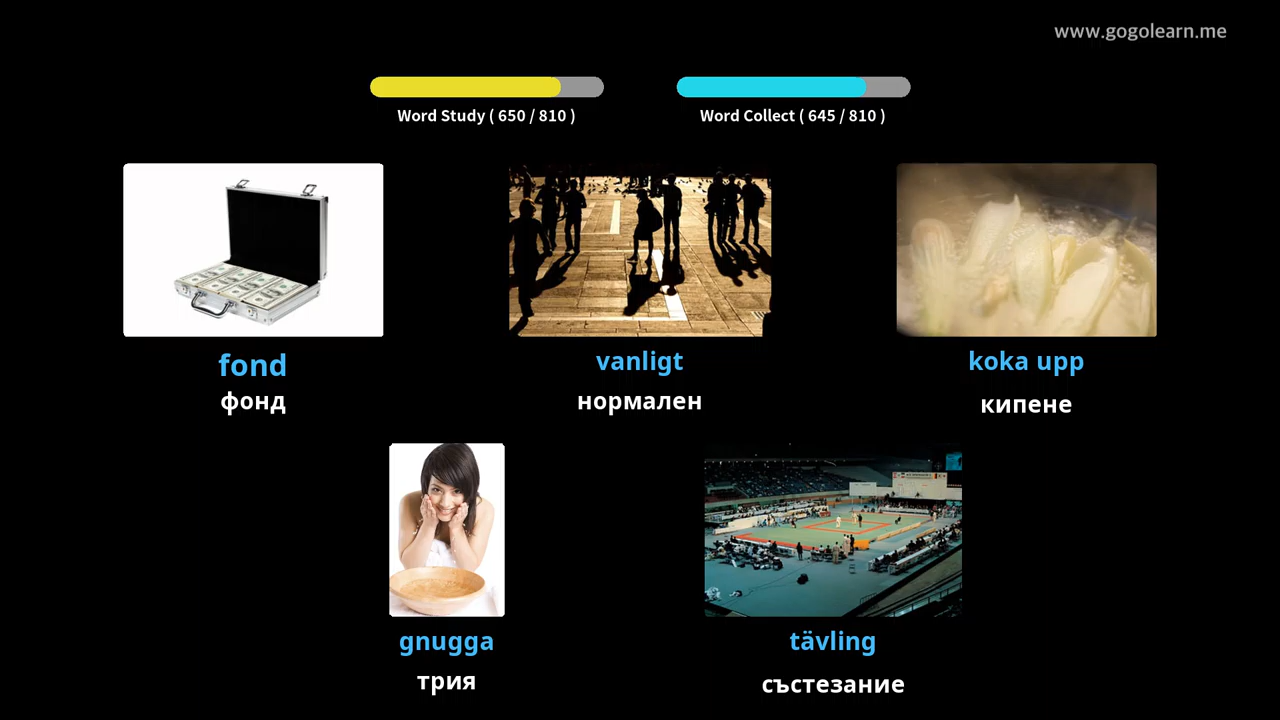 www.gogolearn.me
Word Study ( 650 / 810 )
Word Collect ( 645 / 810 )
fond
фонд
vanligt
нормален
koka upp
кипене
gnugga
трия
tävling
състезание